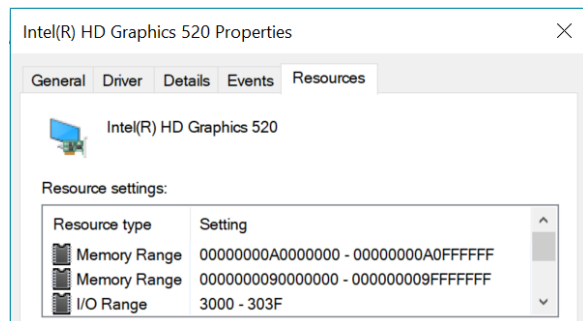 Intel(R) HD Graphics 520 Properties
General Driver Details Events Resources
Intel(R) HD Graphics 520
Resource settings:
Resource type Setting
Memory Range 00000000A0000000 - 00000000A0FFFFFF
Memory Range 0000000090000000 - 000000009FFFFFFF
I/O Range 3000 - 303F